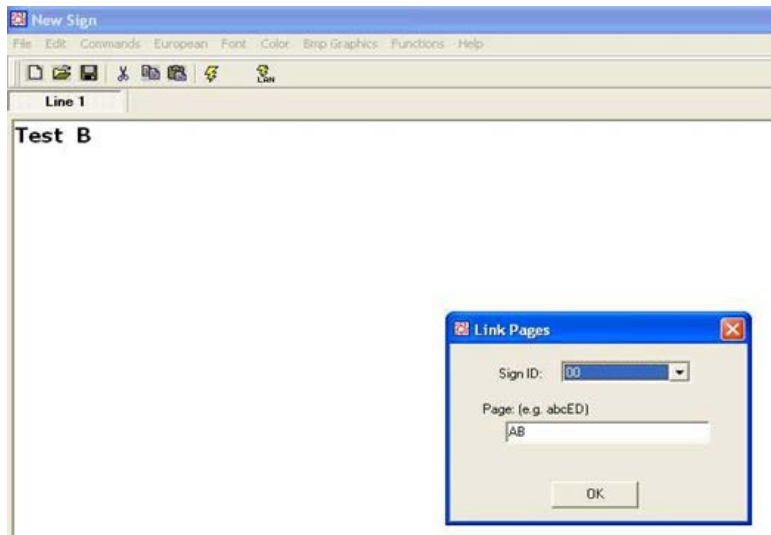 New Sign
File Edit Commands European Font Color Bmp Graphics Functions Help
LAN
Line 1
Test B
Link Pages
Sign ID: 00
Page: (e.g. abcED)
AB
OK